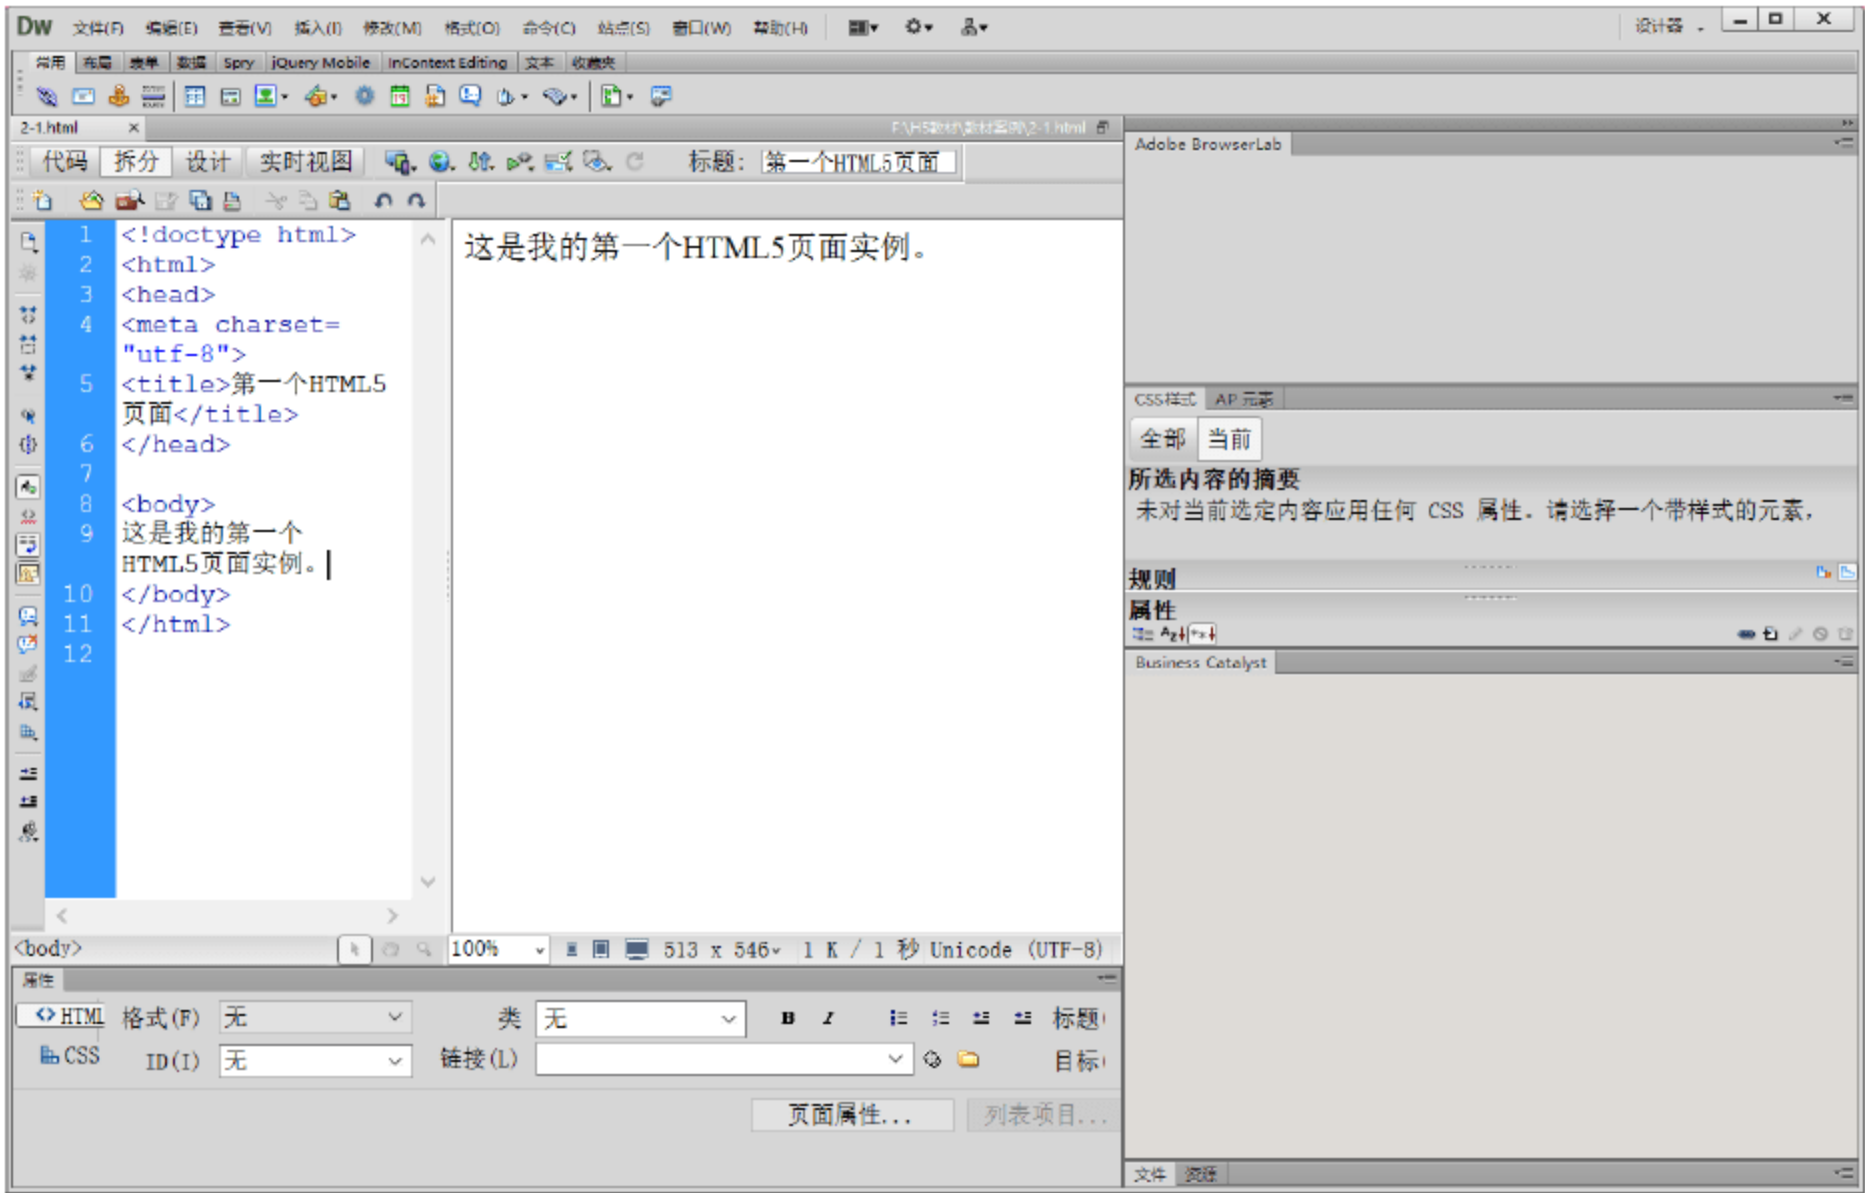 DW 文件(F) 编辑(E) 查看(V) 插入(I) 修改(M) 格式(O) 命令(C) 站点(S) 窗口(W) 帮助(H) 设计器
常用 布局 表单 数据 Spry jQuery Mobile InContext Editing 文本 收藏夹
2-1.html F:\H5教材\教材案例\2-1.html
代码 拆分 设计 实时视图 标题: 第一个HTML5页面
1 <!doctype html>
2 <html>
3 <head>
4 <meta charset=
"utf-8">
5 <title>第一个HTML5
页面</title>
6 </head>
7
8 <body>
9 这是我的第一个
HTML5页面实例。
10 </body>
11 </html>
12
这是我的第一个HTML5页面实例。
<body> 100% 513 x 546 1 K / 1 秒 Unicode (UTF-8)
属性
<> HTML 格式(F) 无 类 无 B I 标题(
CSS ID(I) 无 链接(L) 目标(
页面属性... 列表项目...
Adobe BrowserLab
CSS样式 AP 元素
全部 当前
所选内容的摘要
未对当前选定内容应用任何 CSS 属性。请选择一个带样式的元素,
规则
属性
Business Catalyst
文件 资源